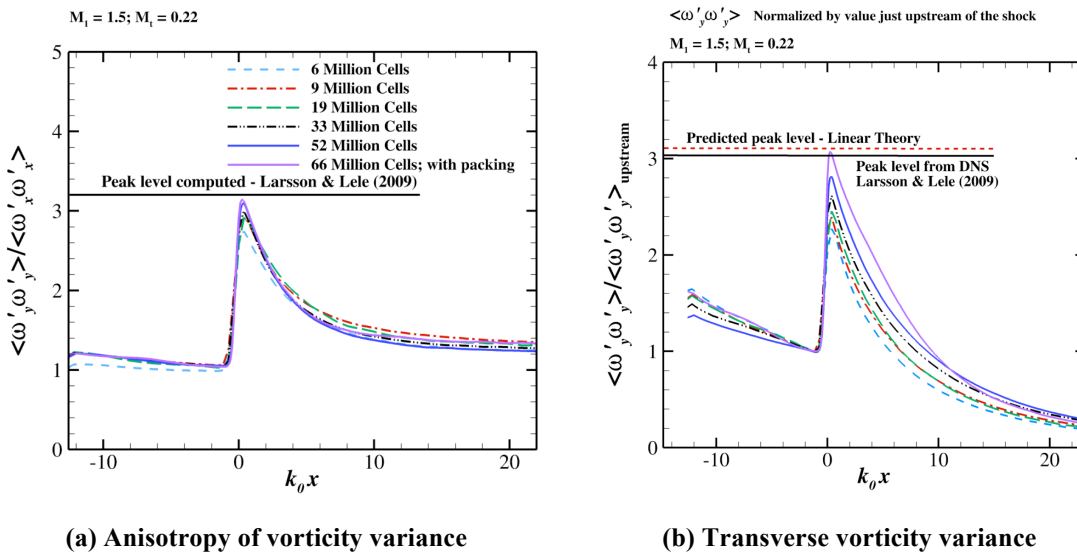 M₁ = 1.5; Mₜ = 0.22
5
4
3
2
1
0
<ω'ᵧω'ᵧ>/<ω'ₓω'ₓ>
6 Million Cells
9 Million Cells
19 Million Cells
33 Million Cells
52 Million Cells
66 Million Cells; with packing
Peak level computed - Larsson & Lele (2009)
-10
0
10
20
k₀x
(a) Anisotropy of vorticity variance
<ω'ᵧω'ᵧ> Normalized by value just upstream of the shock
M₁ = 1.5; Mₜ = 0.22
4
3
2
1
0
<ω'ᵧω'ᵧ>/<ω'ᵧω'ᵧ>upstream
Predicted peak level - Linear Theory
Peak level from DNS
Larsson & Lele (2009)
-10
0
10
20
k₀x
(b) Transverse vorticity variance